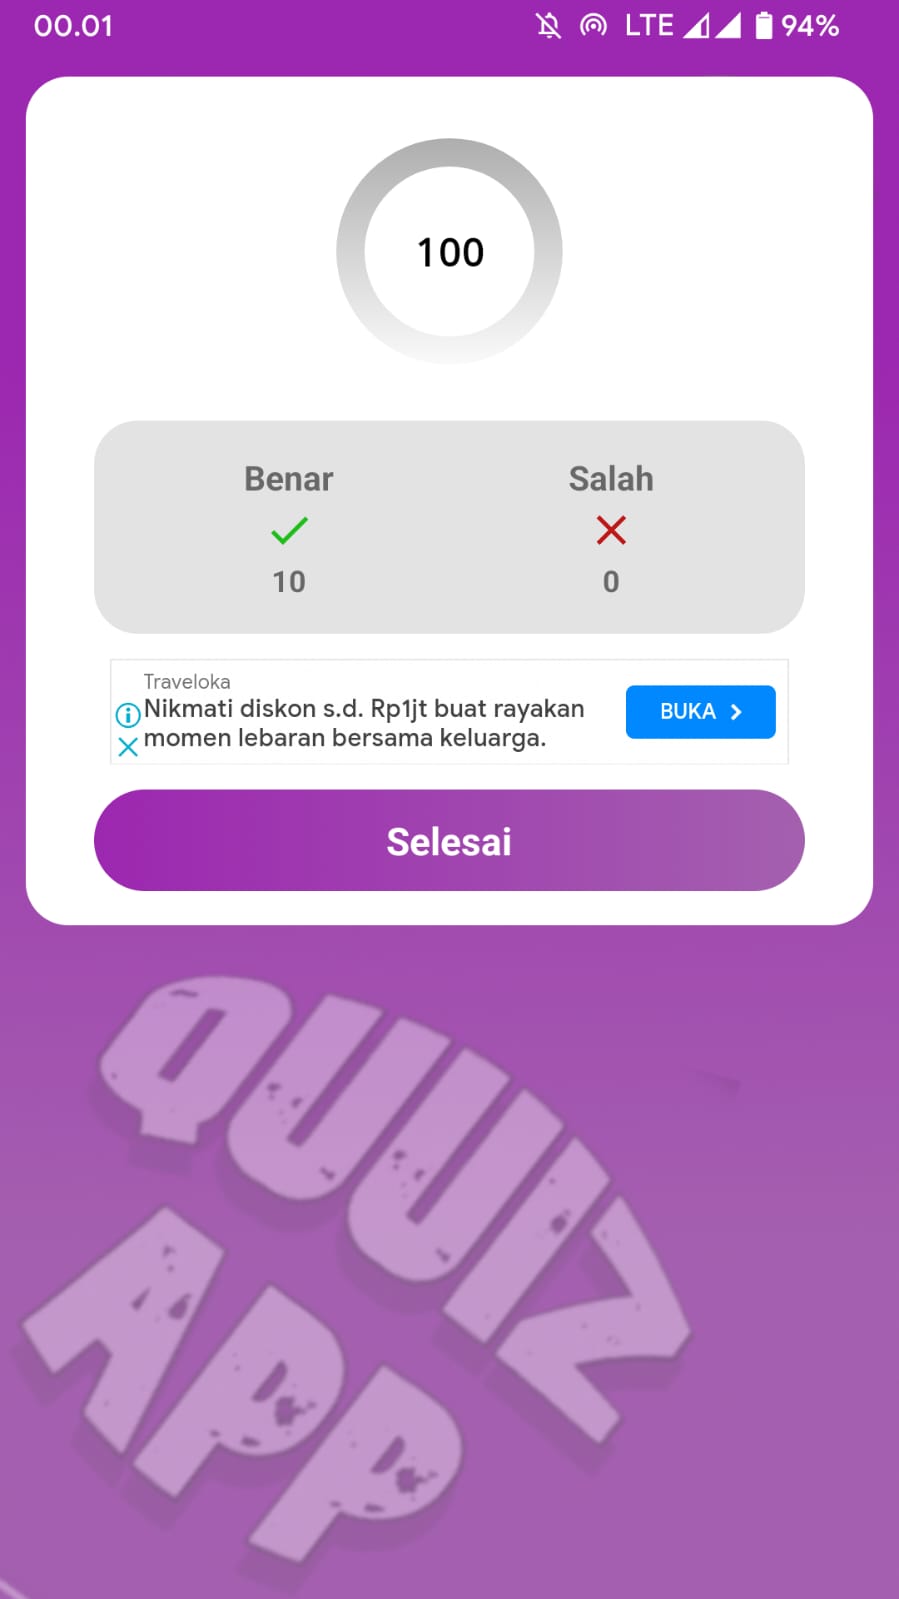 00.01 LTE 94%
100
Benar Salah
10 0
Traveloka
Nikmati diskon s.d. Rp1jt buat rayakan
momen lebaran bersama keluarga.
BUKA
Selesai
QUIZ
APP